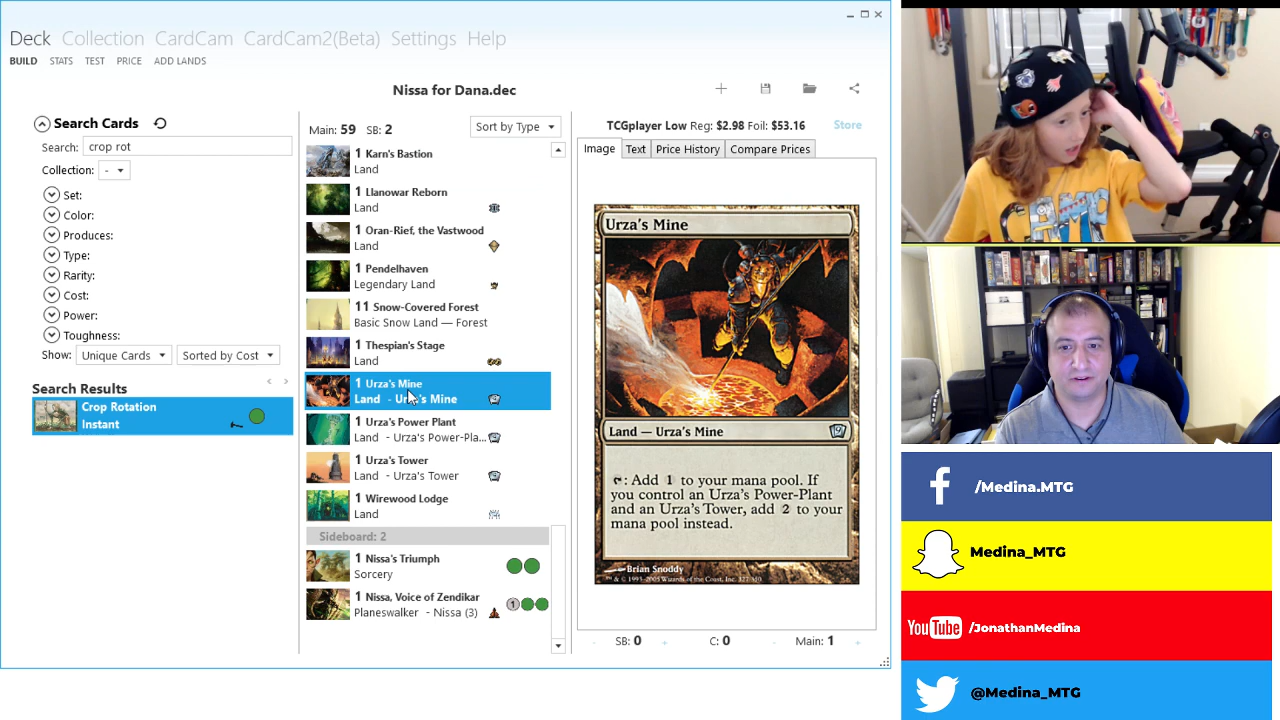 Deck Collection CardCam CardCam2(Beta) Settings Help
BUILD STATS TEST PRICE ADD LANDS
Nissa for Dana.dec
Search Cards
Search: crop rot
Collection: -
Set:
Color:
Produces:
Type:
Rarity:
Cost:
Power:
Toughness:
Show: Unique Cards Sorted by Cost
Search Results
Crop Rotation
Instant
Main: 59 SB: 2 Sort by Type
1 Karn's Bastion
Land
1 Llanowar Reborn
Land
1 Oran-Rief, the Vastwood
Land
1 Pendelhaven
Legendary Land
11 Snow-Covered Forest
Basic Snow Land — Forest
1 Thespian's Stage
Land
1 Urza's Mine
Land - Mine
1 Urza's Power Plant
Land - Urza's Power-Pla...
1 Urza's Tower
Land - Urza's Tower
1 Wirewood Lodge
Land
Sideboard: 2
1 Nissa's Triumph
Sorcery
1 Nissa, Voice of Zendikar
1
Planeswalker - Nissa (3)
TCGplayer Low Reg: $2.98 Foil: $53.16 Store
Image Text Price History Compare Prices
Urza's Mine
Land — Urza's Mine
: Add 1 to your mana pool. If
you control an Urza's Power-Plant
and an Urza's Tower, add 2 to your
mana pool instead.
Brian Snoddy
- SB: 0 + C: 0 - Main: 1 +
/Medina.MTG
Medina_MTG
YouTube /JonathanMedina
@Medina_MTG